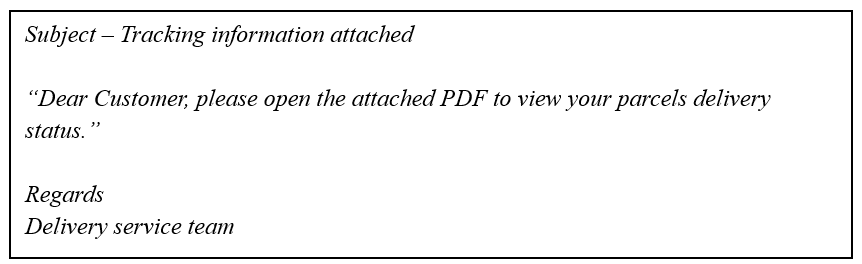 Subject – Tracking information attached
“Dear Customer, please open the attached PDF to view your parcels delivery
status.”
Regards
Delivery service team